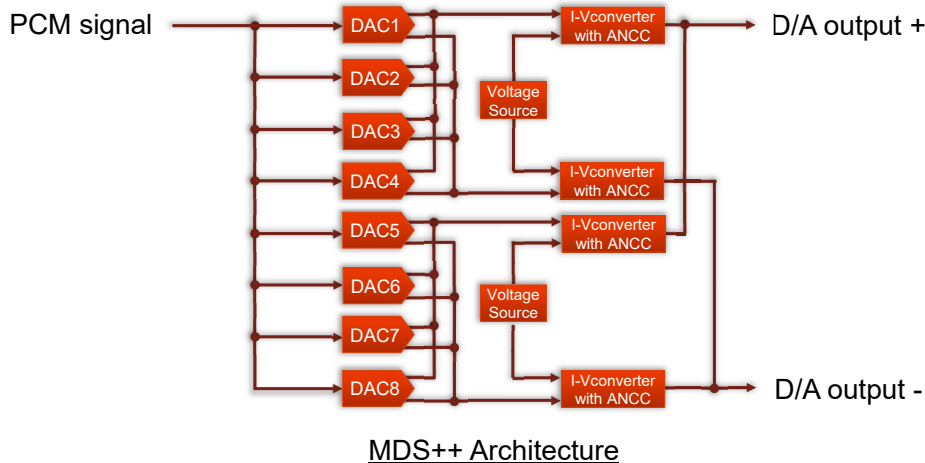 PCM signal
DAC1
I-Vconverter
with ANCC
D/A output +
DAC2
Voltage
Source
DAC3
DAC4
I-Vconverter
with ANCC
DAC5
I-Vconverter
with ANCC
DAC6
Voltage
Source
DAC7
DAC8
I-Vconverter
with ANCC
D/A output -
MDS++ Architecture